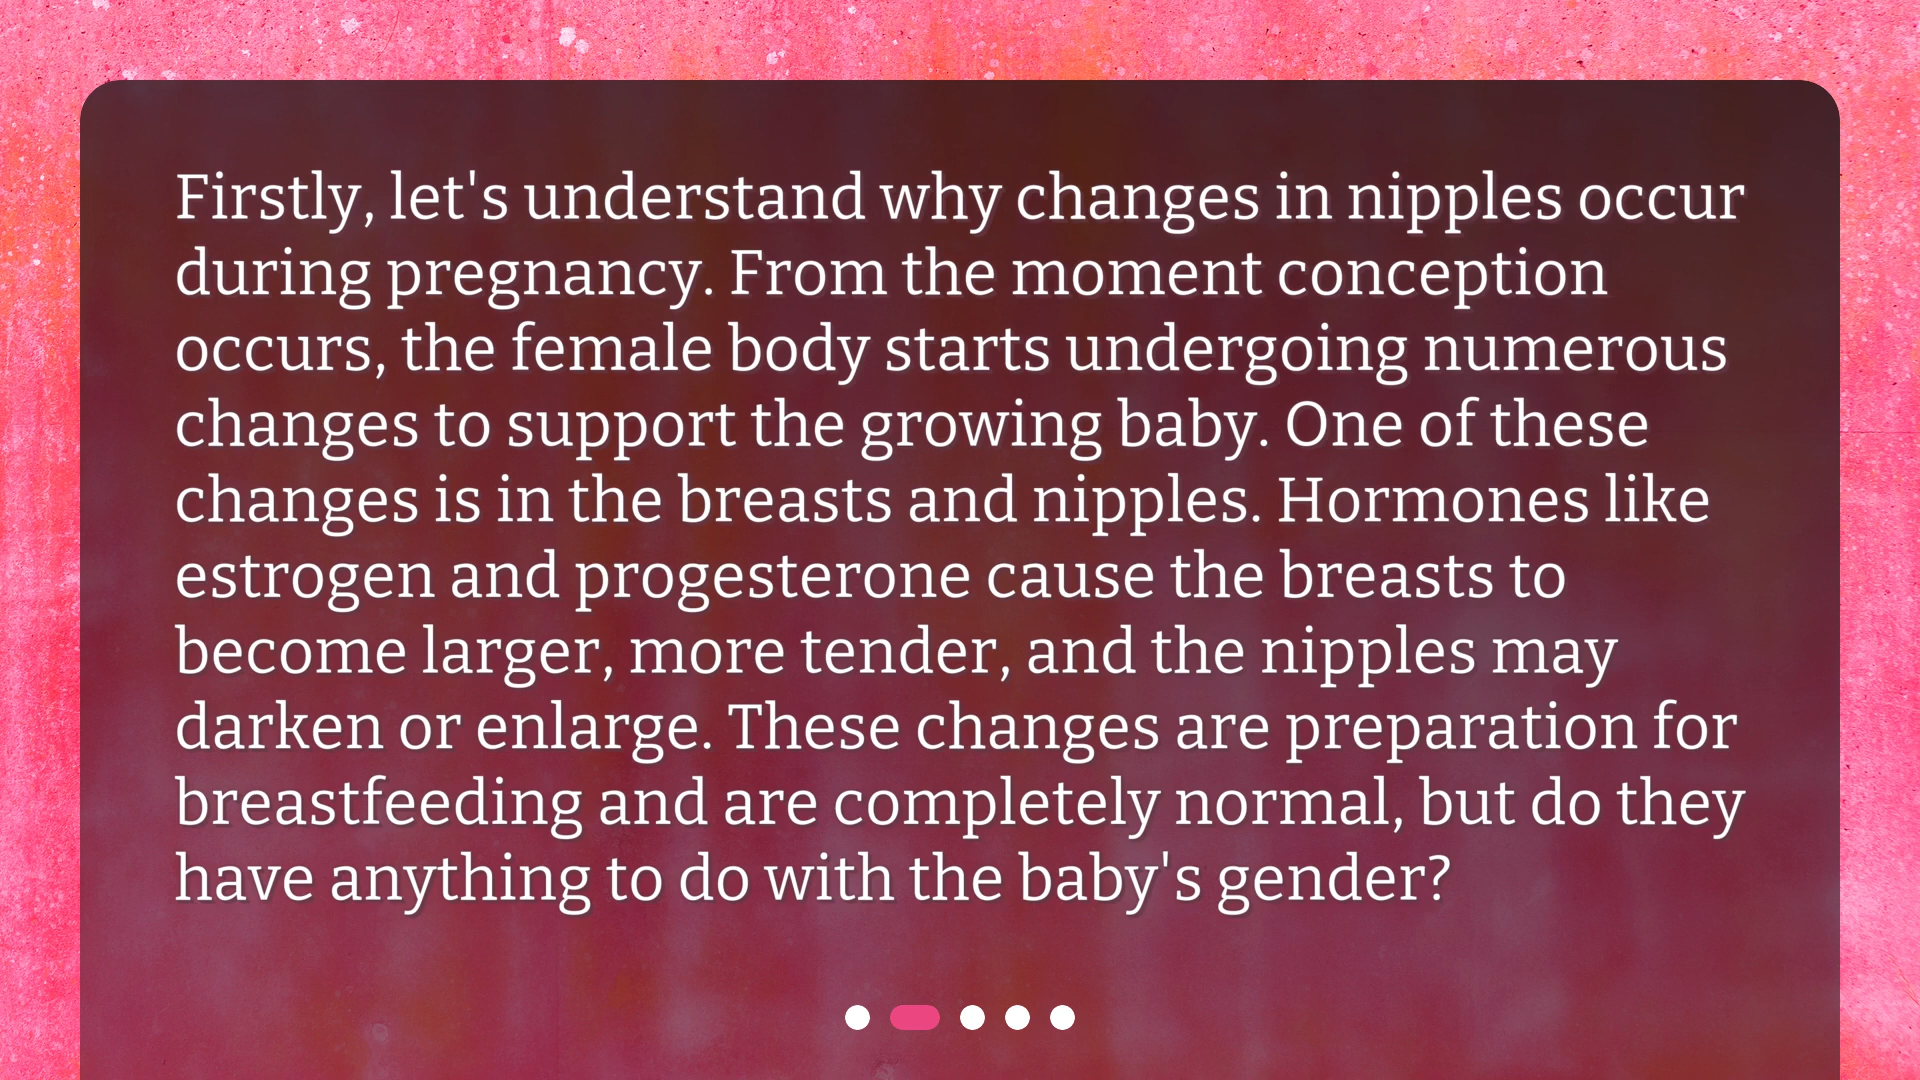 Firstly, let's understand why changes in nipples occur
during pregnancy. From the moment conception
occurs, the female body starts undergoing numerous
changes to support the growing baby. One of these
changes is in the breasts and nipples. Hormones like
estrogen and progesterone cause the breasts to
become larger, more tender, and the nipples may
darken or enlarge. These changes are preparation for
breastfeeding and are completely normal, but do they
have anything to do with the baby's gender?